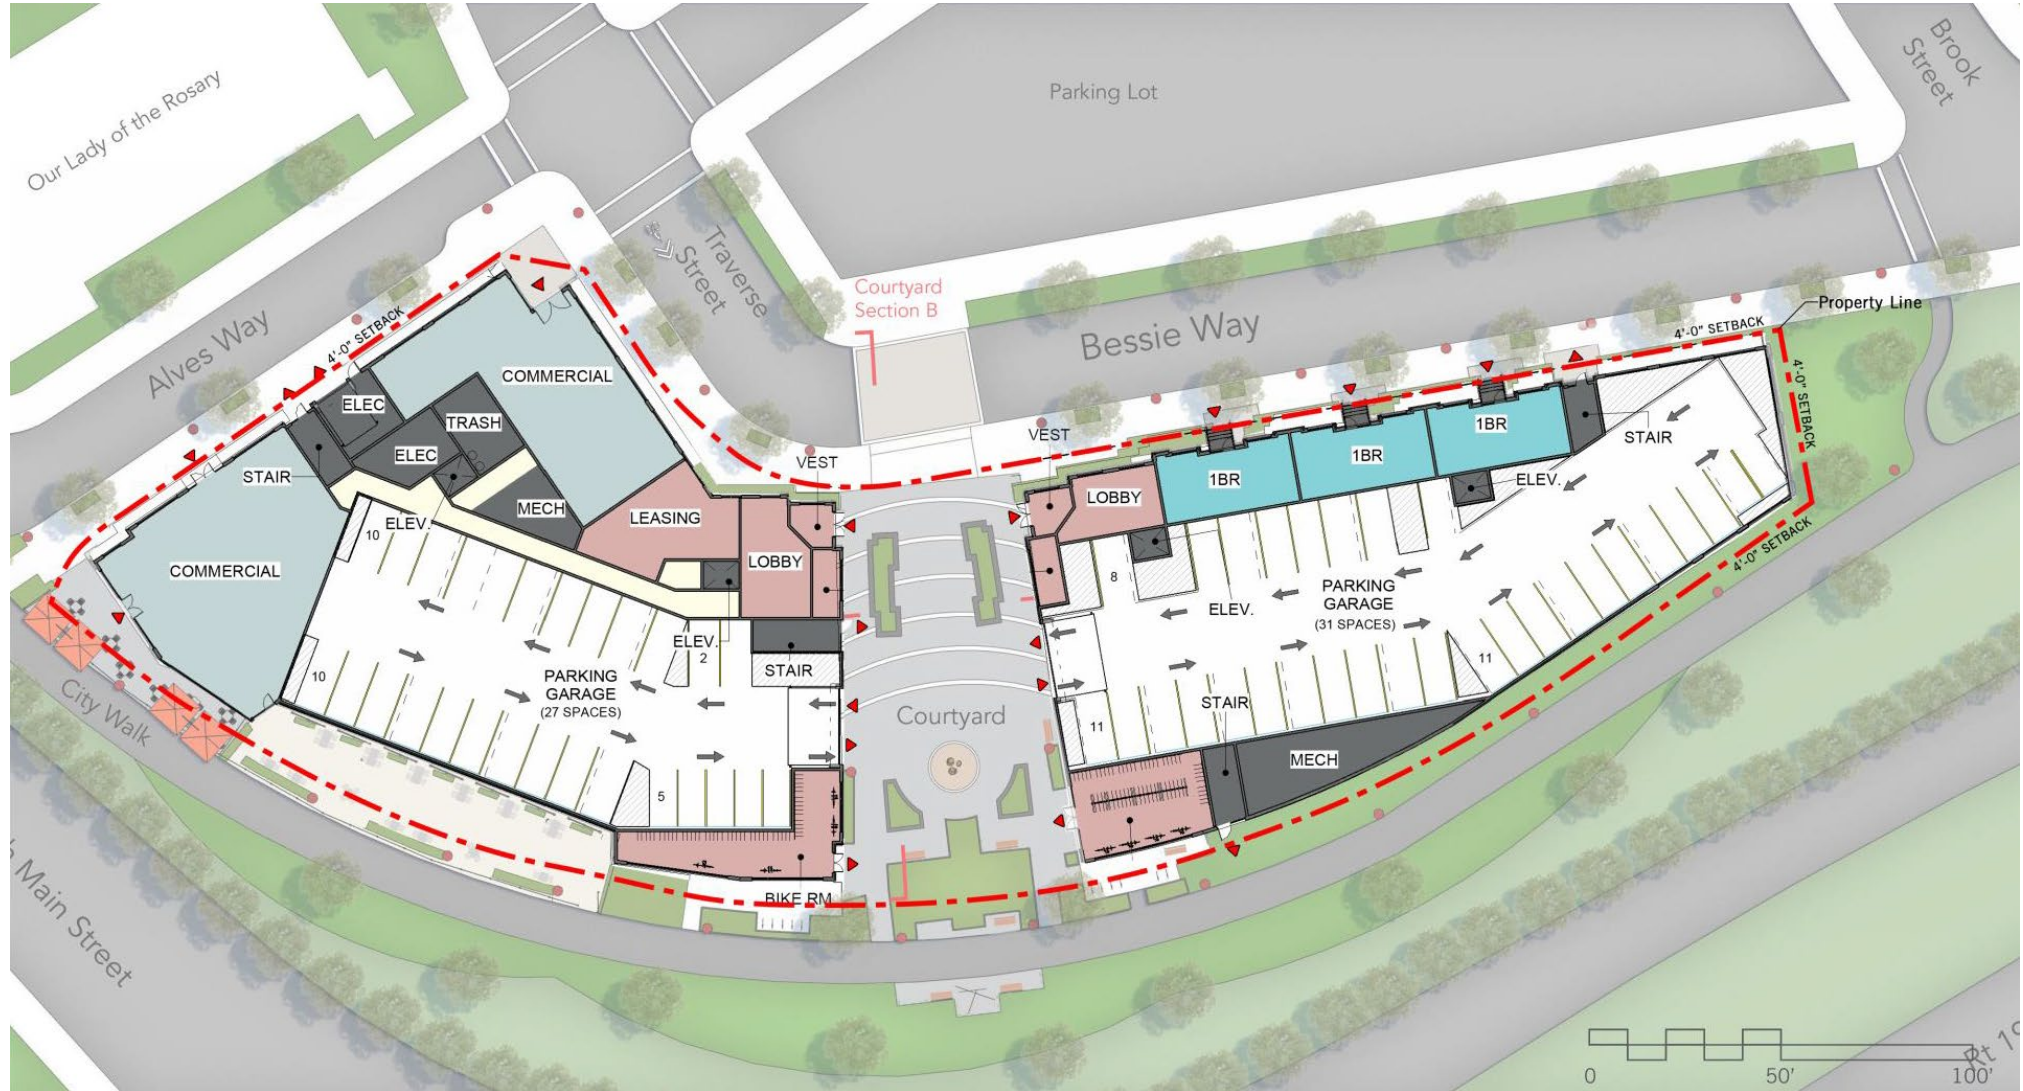 Our Lady of the Rosary
Parking Lot
Brook
Street
Traverse
Street
Courtyard
Section B
Bessie Way
Property Line
4'-0" SETBACK
4'-0" SETBACK
4'-0" SETBACK
Alves Way
4'-0" SETBACK
COMMERCIAL
ELEC
TRASH
ELEC
STAIR
MECH
ELEV.
LEASING
VEST
LOBBY
COMMERCIAL
10
10
ELEV.
2
STAIR
PARKING
GARAGE
(27 SPACES)
5
BIKE RM
City Walk
Main Street
Courtyard
VEST
LOBBY
1BR
1BR
1BR
STAIR
ELEV.
8
ELEV.
PARKING
GARAGE
(31 SPACES)
11
11
STAIR
MECH
0
50'
100'